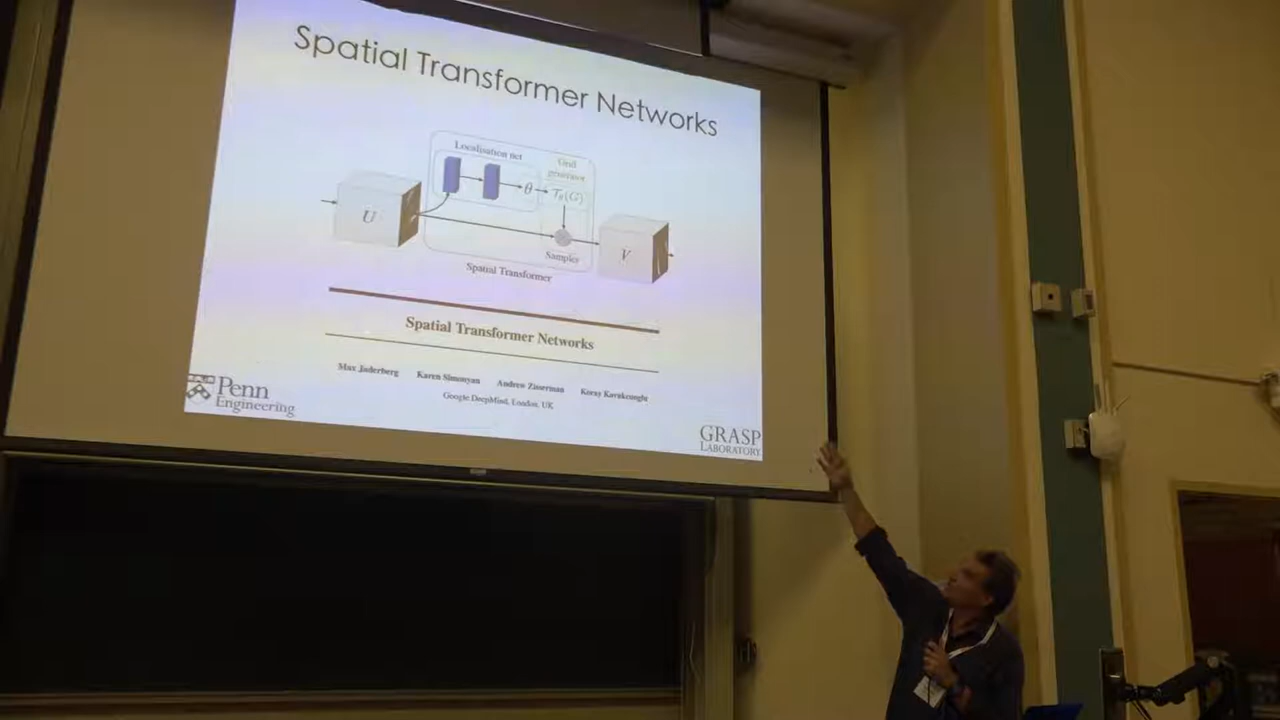 Spatial Transformer Networks
Localisation net
Grid
generator
θ
T_θ(G)
U
V
Sampler
Spatial Transformer
Spatial Transformer Networks
Max Jaderberg Karen Simonyan Andrew Zisserman Koray Kavukcuoglu
Google DeepMind, London, UK
Penn
Engineering
GRASP
LABORATORY